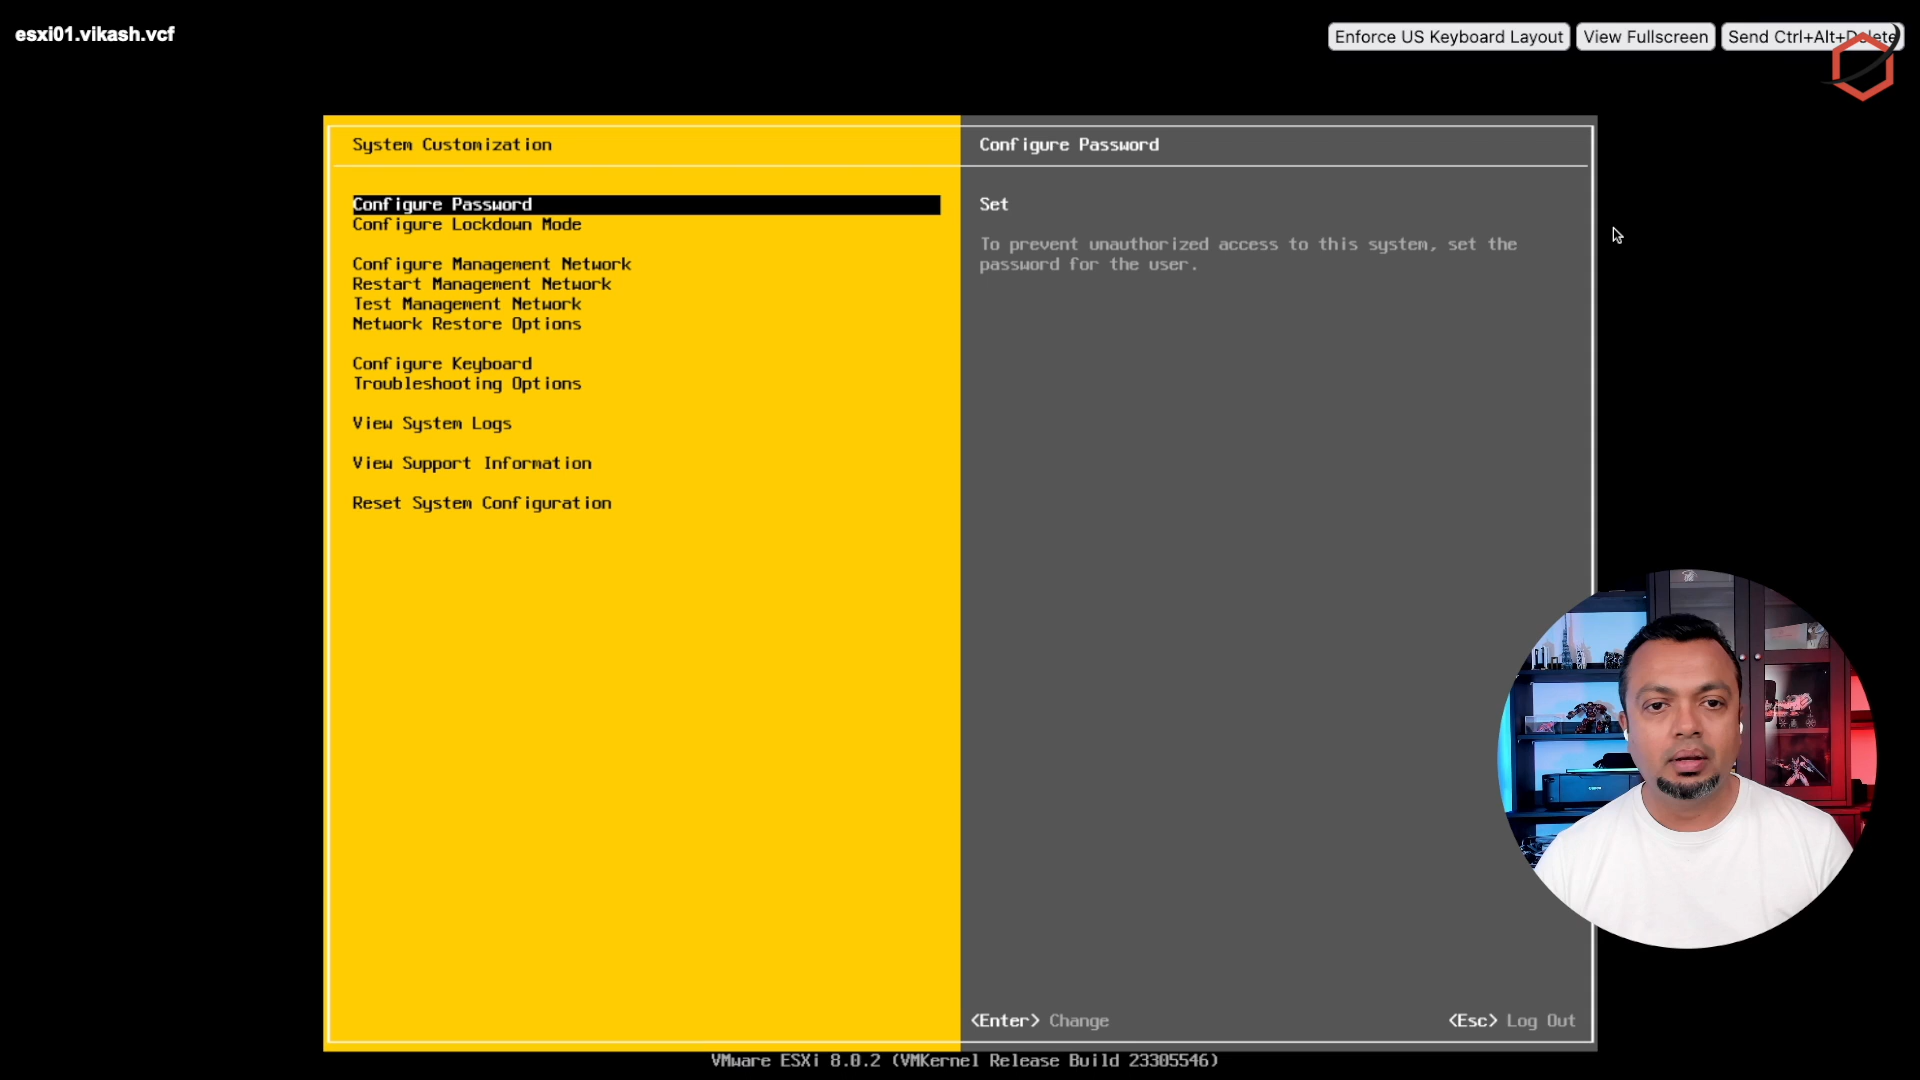 esxi01.vikash.vcf
Enforce US Keyboard Layout
View Fullscreen
Send Ctrl+Alt+Delete
System Customization
Configure Password
Configure Lockdown Mode
Configure Management Network
Restart Management Network
Test Management Network
Network Restore Options
Configure Keyboard
Troubleshooting Options
View System Logs
View Support Information
Reset System Configuration
Configure Password
Set
To prevent unauthorized access to this system, set the
password for the user.
<Enter> Change
<Esc> Log Out
VMware ESXi 8.0.2 (VMKernel Release Build 23305546)